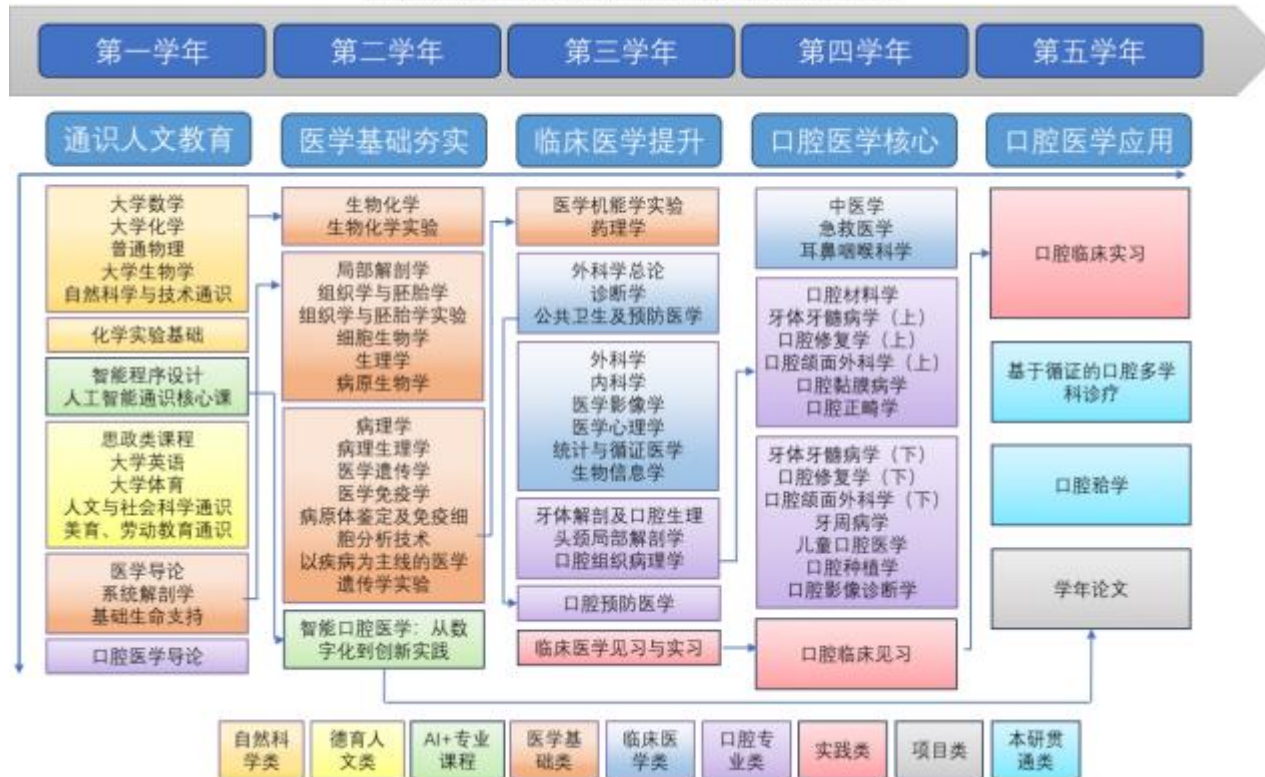 第一学年
第二学年
第三学年
第四学年
第五学年
通识人文教育
医学基础夯实
临床医学提升
口腔医学核心
口腔医学应用
大学数学
大学化学
普通物理
大学生物学
自然科学与技术通识
化学实验基础
智能程序设计
人工智能通识核心课
思政类课程
大学英语
大学体育
人文与社会科学通识
美育、劳动教育通识
医学导论
系统解剖学
基础生命支持
口腔医学导论
生物化学
生物化学实验
局部解剖学
组织学与胚胎学
组织学与胚胎学实验
细胞生物学
生理学
病原生物学
病理学
病理生理学
医学遗传学
医学免疫学
病原体鉴定及免疫细
胞分析技术
以疾病为主线的医学
遗传学实验
智能口腔医学：从数
字化到创新实践
医学机能学实验
药理学
外科学总论
诊断学
公共卫生及预防医学
外科学
内科学
医学影像学
医学心理学
统计与循证医学
生物信息学
牙体解剖及口腔生理
头颈局部解剖学
口腔组织病理学
口腔预防医学
临床医学见习与实习
中医学
急救医学
耳鼻咽喉科学
口腔材料学
牙体牙髓病学（上）
口腔修复学（上）
口腔颌面外科学（上）
口腔黏膜病学
口腔正畸学
牙体牙髓病学（下）
口腔修复学（下）
口腔颌面外科学（下）
牙周病学
儿童口腔医学
口腔种植学
口腔影像诊断学
口腔临床见习
口腔临床实习
基于循证的口腔多学
科诊疗
口腔𬌗学
学年论文
自然科
学类
德育人
文类
AI+专业
课程
医学基
础类
临床医
学类
口腔专
业类
实践类
项目类
本研贯
通类